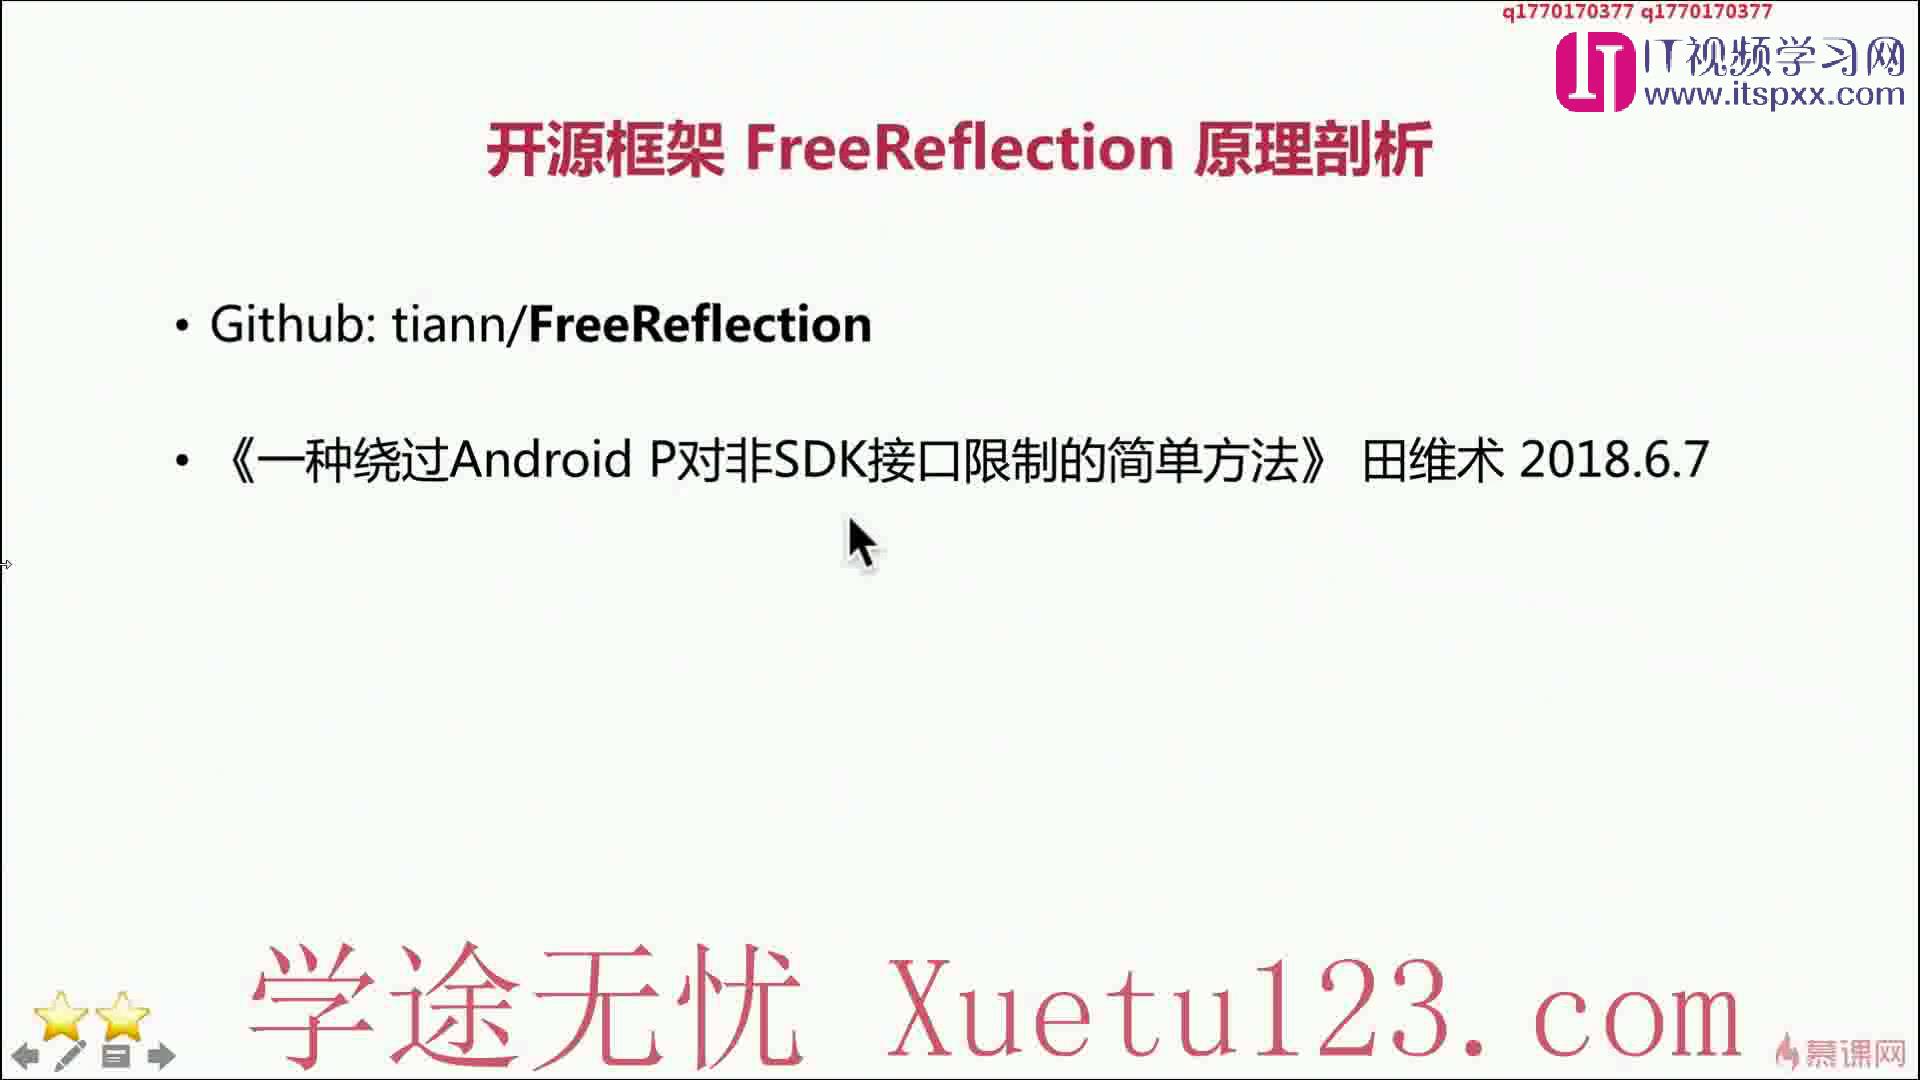 q1770170377 q1770170377
IT视频学习网
www.itspxx.com
开源框架 FreeReflection 原理剖析
• Github: tiann/FreeReflection
• 《一种绕过Android P对非SDK接口限制的简单方法》 田维术 2018.6.7
学途无忧 Xuetu123.com
慕课网